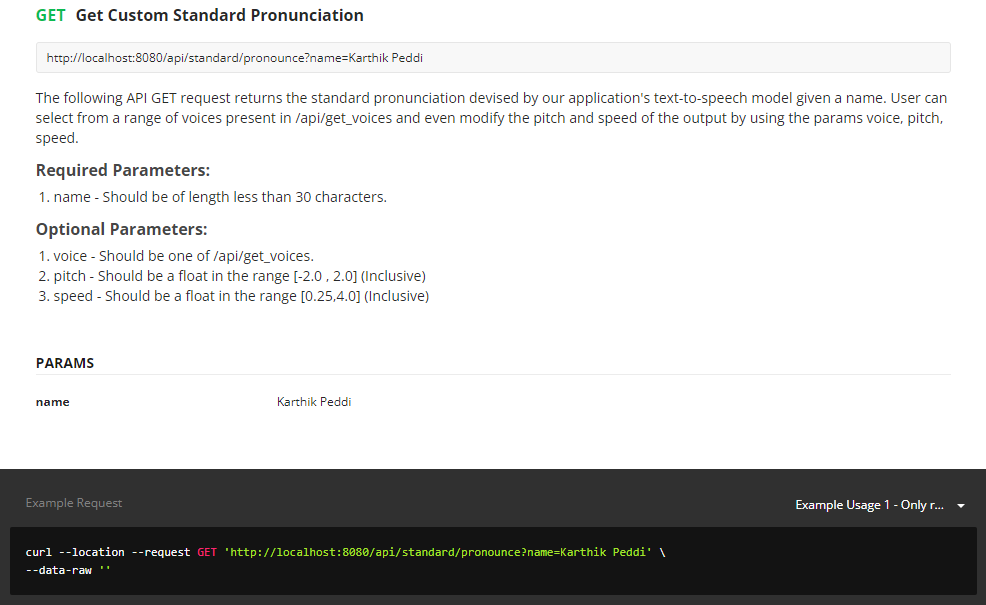 GET Get Custom Standard Pronunciation
http://localhost:8080/api/standard/pronounce?name=Karthik Peddi
The following API GET request returns the standard pronunciation devised by our application's text-to-speech model given a name. User can
select from a range of voices present in /api/get_voices and even modify the pitch and speed of the output by using the params voice, pitch,
speed.
Required Parameters:
1. name - Should be of length less than 30 characters.
Optional Parameters:
1. voice - Should be one of /api/get_voices.
2. pitch - Should be a float in the range [-2.0 , 2.0] (Inclusive)
3. speed - Should be a float in the range [0.25,4.0] (Inclusive)
PARAMS
name Karthik Peddi
Example Request Example Usage 1 - Only r...
curl --location --request GET 'http://localhost:8080/api/standard/pronounce?name=Karthik Peddi' \
--data-raw ''